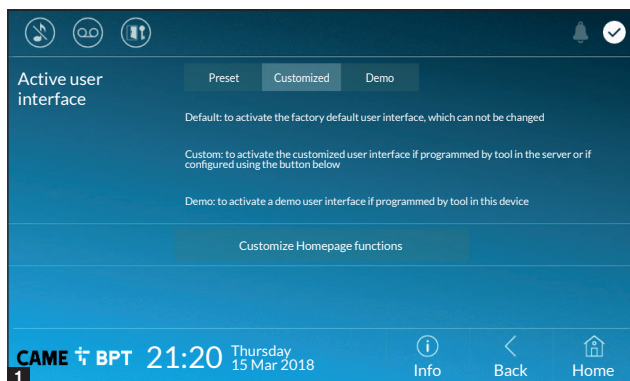 Active user
interface
Preset Customized Demo
Default: to activate the factory default user interface, which can not be changed
Custom: to activate the customized user interface if programmed by tool in the server or if
configured using the button below
Demo: to activate a demo user interface if programmed by tool in this device
Customize Homepage functions
CAME BPT 21:20 Thursday
15 Mar 2018
Info Back Home
1